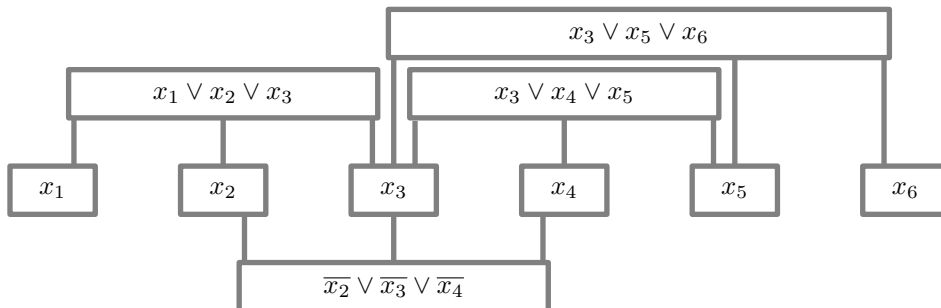 x₃ ∨ x₅ ∨ x₆
x₁ ∨ x₂ ∨ x₃ x₃ ∨ x₄ ∨ x₅
x₁ x₂ x₃ x₄ x₅ x₆
x̅₂ ∨ x̅₃ ∨ x̅₄